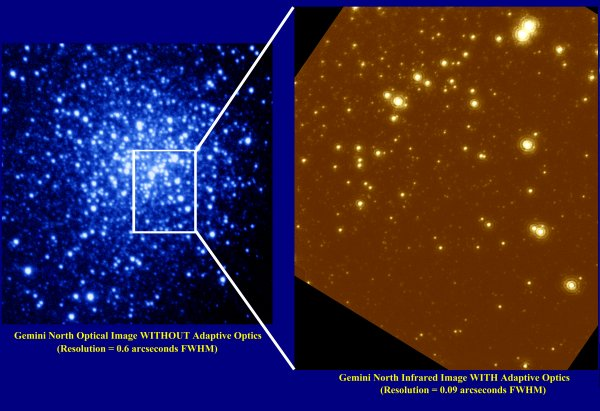 Gemini North Optical Image WITHOUT Adaptive Optics
(Resolution = 0.6 arcseconds FWHM)
Gemini North Infrared Image WITH Adaptive Optics
(Resolution = 0.09 arcseconds FWHM)